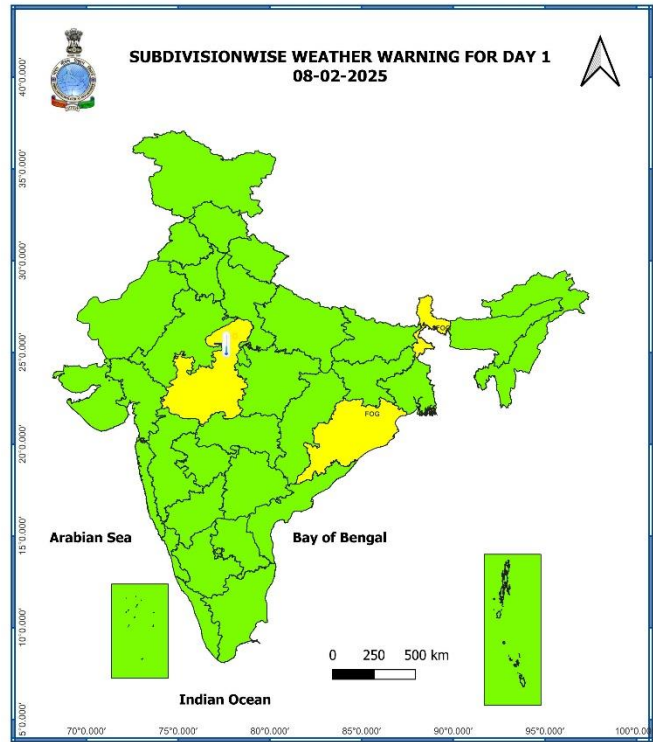 SUBDIVISIONWISE WEATHER WARNING FOR DAY 1
08-02-2025
40°0.000'
35°0.000'
30°0.000'
25°0.000'
20°0.000'
15°0.000'
10°0.000'
5°0.000'
FOG
FOG
Arabian Sea
Bay of Bengal
0 250 500 km
Indian Ocean
70°0.000' 75°0.000' 80°0.000' 85°0.000' 90°0.000' 95°0.000' 100°0.00